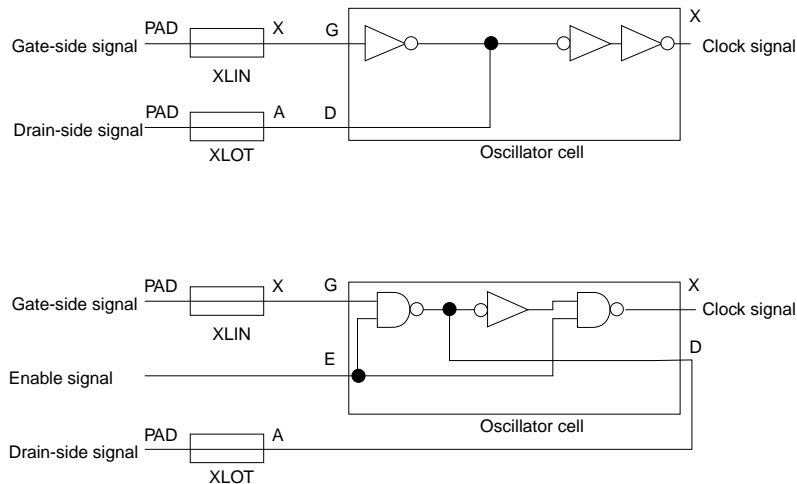 PAD X G X
Gate-side signal Clock signal
XLIN
PAD A D
Drain-side signal
XLOT Oscillator cell
PAD X G X
Gate-side signal Clock signal
XLIN
D
E
Enable signal
Oscillator cell
PAD A
Drain-side signal
XLOT